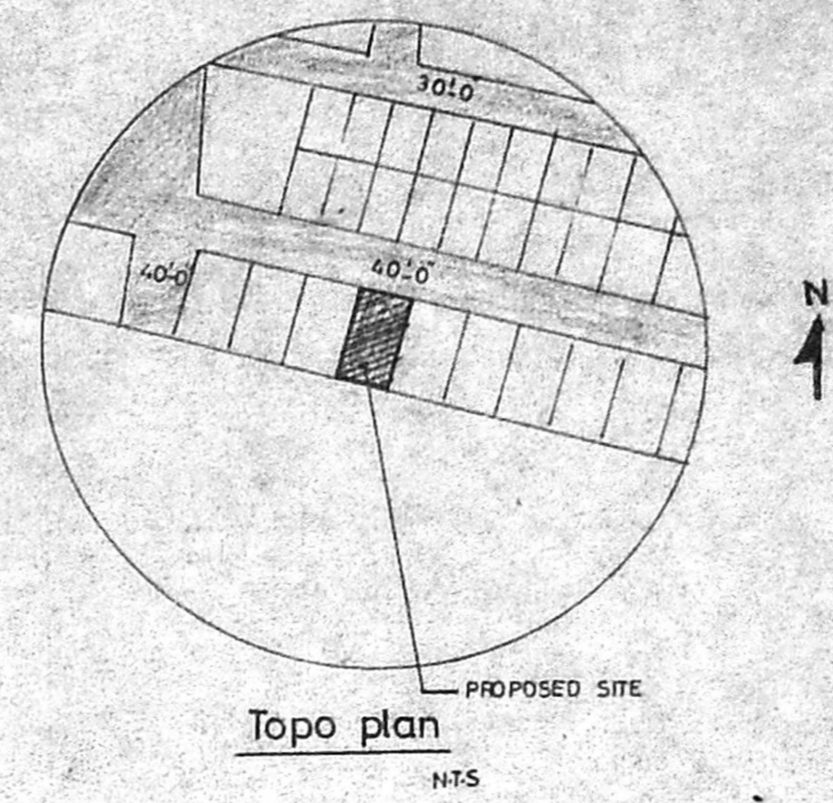 30'-0"
40'-0"
40'-0"
N
PROPOSED SITE
Topo plan
N·T·S